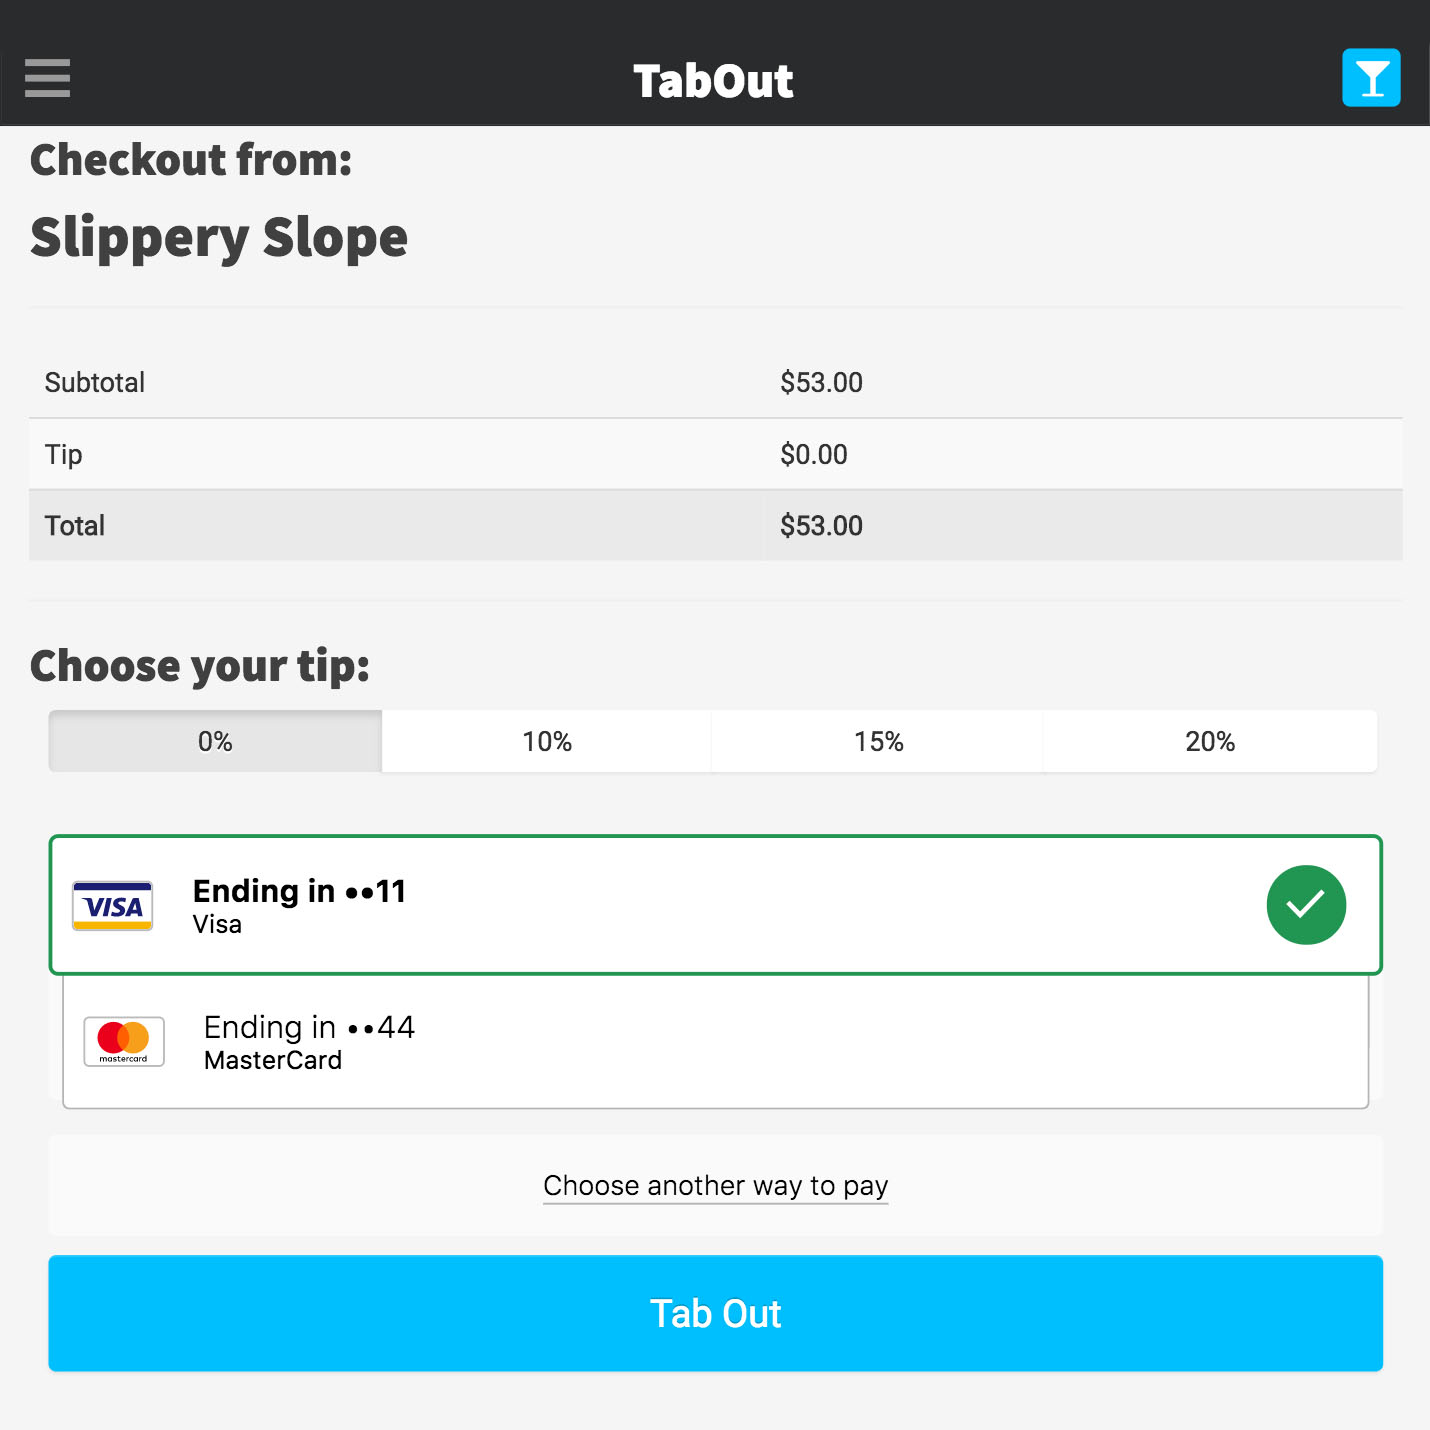 TabOut
Checkout from:
Slippery Slope
Subtotal $53.00
Tip $0.00
Total $53.00
Choose your tip:
0% 10% 15% 20%
VISA
Ending in ••11
Visa
mastercard
Ending in ••44
MasterCard
Choose another way to pay
Tab Out